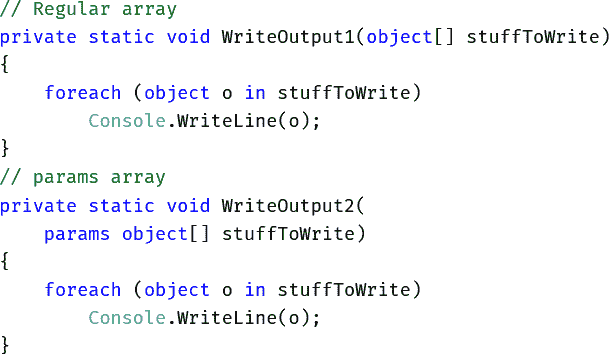 // Regular array
private static void WriteOutput1(object[] stuffToWrite)
{
    foreach (object o in stuffToWrite)
        Console.WriteLine(o);
}
// params array
private static void WriteOutput2(
    params object[] stuffToWrite)
{
    foreach (object o in stuffToWrite)
        Console.WriteLine(o);
}